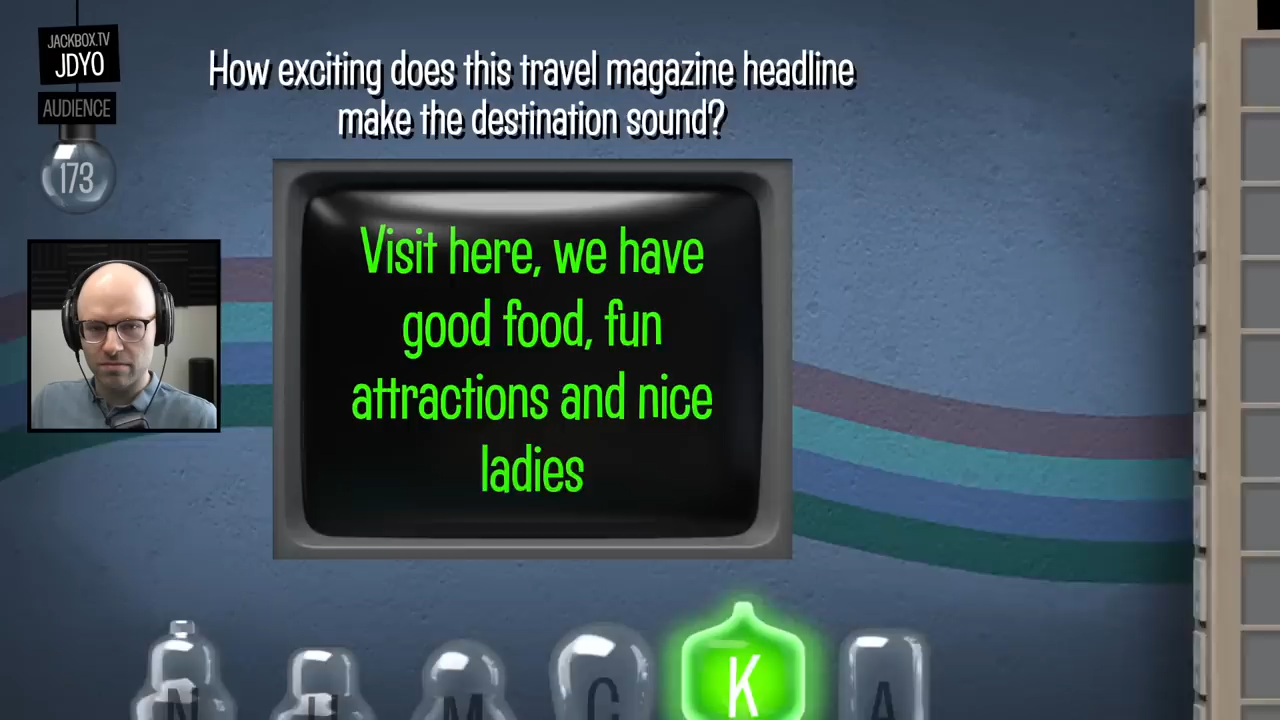 JACKBOX.TV
JDYO
AUDIENCE
173
How exciting does this travel magazine headline
make the destination sound?
Visit here, we have
good food, fun
attractions and nice
ladies
N H M C K A